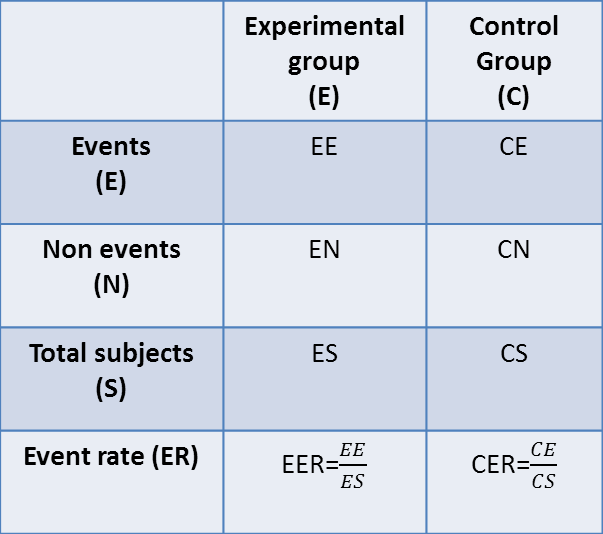 Experimental group (E)
Control Group (C)
Events (E)
EE
CE
Non events (N)
EN
CN
Total subjects (S)
ES
CS
Event rate (ER)
EER=EE/ES
CER=CE/CS